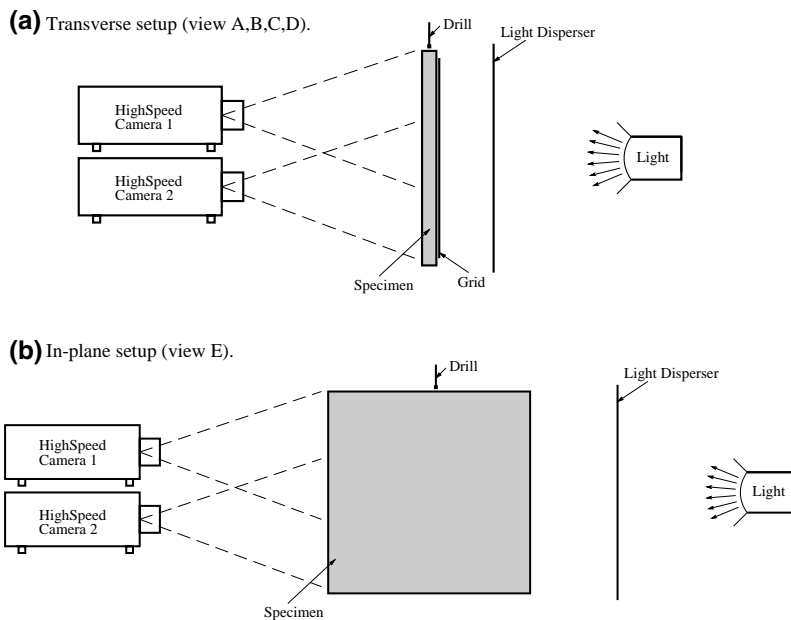 (a) Transverse setup (view A,B,C,D).
Drill
Light Disperser
HighSpeed
Camera 1
HighSpeed
Camera 2
Light
Specimen
Grid
(b) In-plane setup (view E).
Drill
Light Disperser
HighSpeed
Camera 1
HighSpeed
Camera 2
Light
Specimen